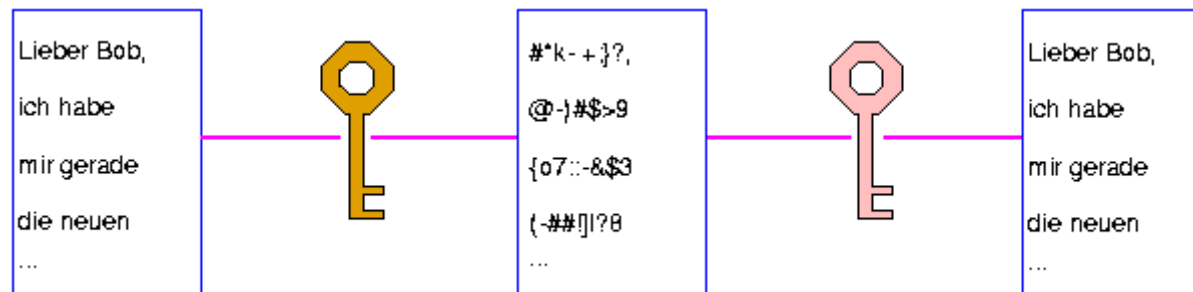 Lieber Bob,
ich habe
mir gerade
die neuen
...
#*k- +.}?,
@-)#$>9
{o7::-&$3
(-##!]|?8
...
Lieber Bob,
ich habe
mir gerade
die neuen
...